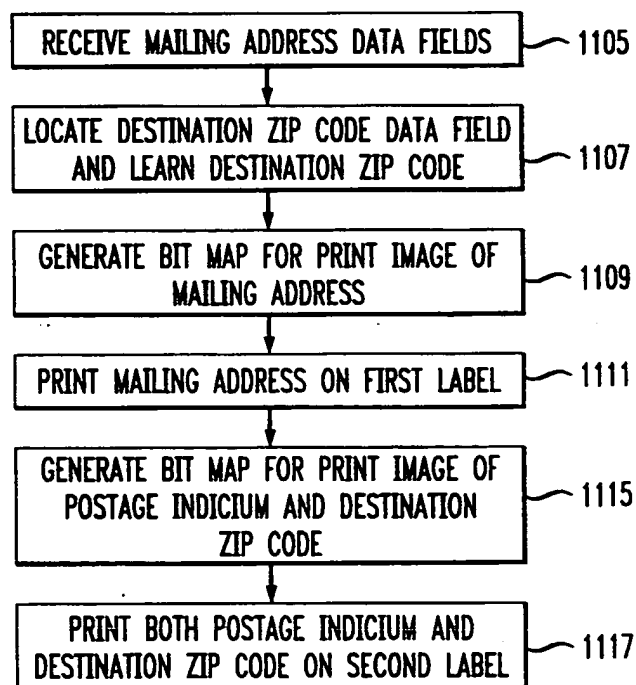 RECEIVE MAILING ADDRESS DATA FIELDS 1105
LOCATE DESTINATION ZIP CODE DATA FIELD
AND LEARN DESTINATION ZIP CODE 1107
GENERATE BIT MAP FOR PRINT IMAGE OF
MAILING ADDRESS 1109
PRINT MAILING ADDRESS ON FIRST LABEL 1111
GENERATE BIT MAP FOR PRINT IMAGE OF
POSTAGE INDICIUM AND DESTINATION 1115
ZIP CODE
PRINT BOTH POSTAGE INDICIUM AND
DESTINATION ZIP CODE ON SECOND LABEL 1117